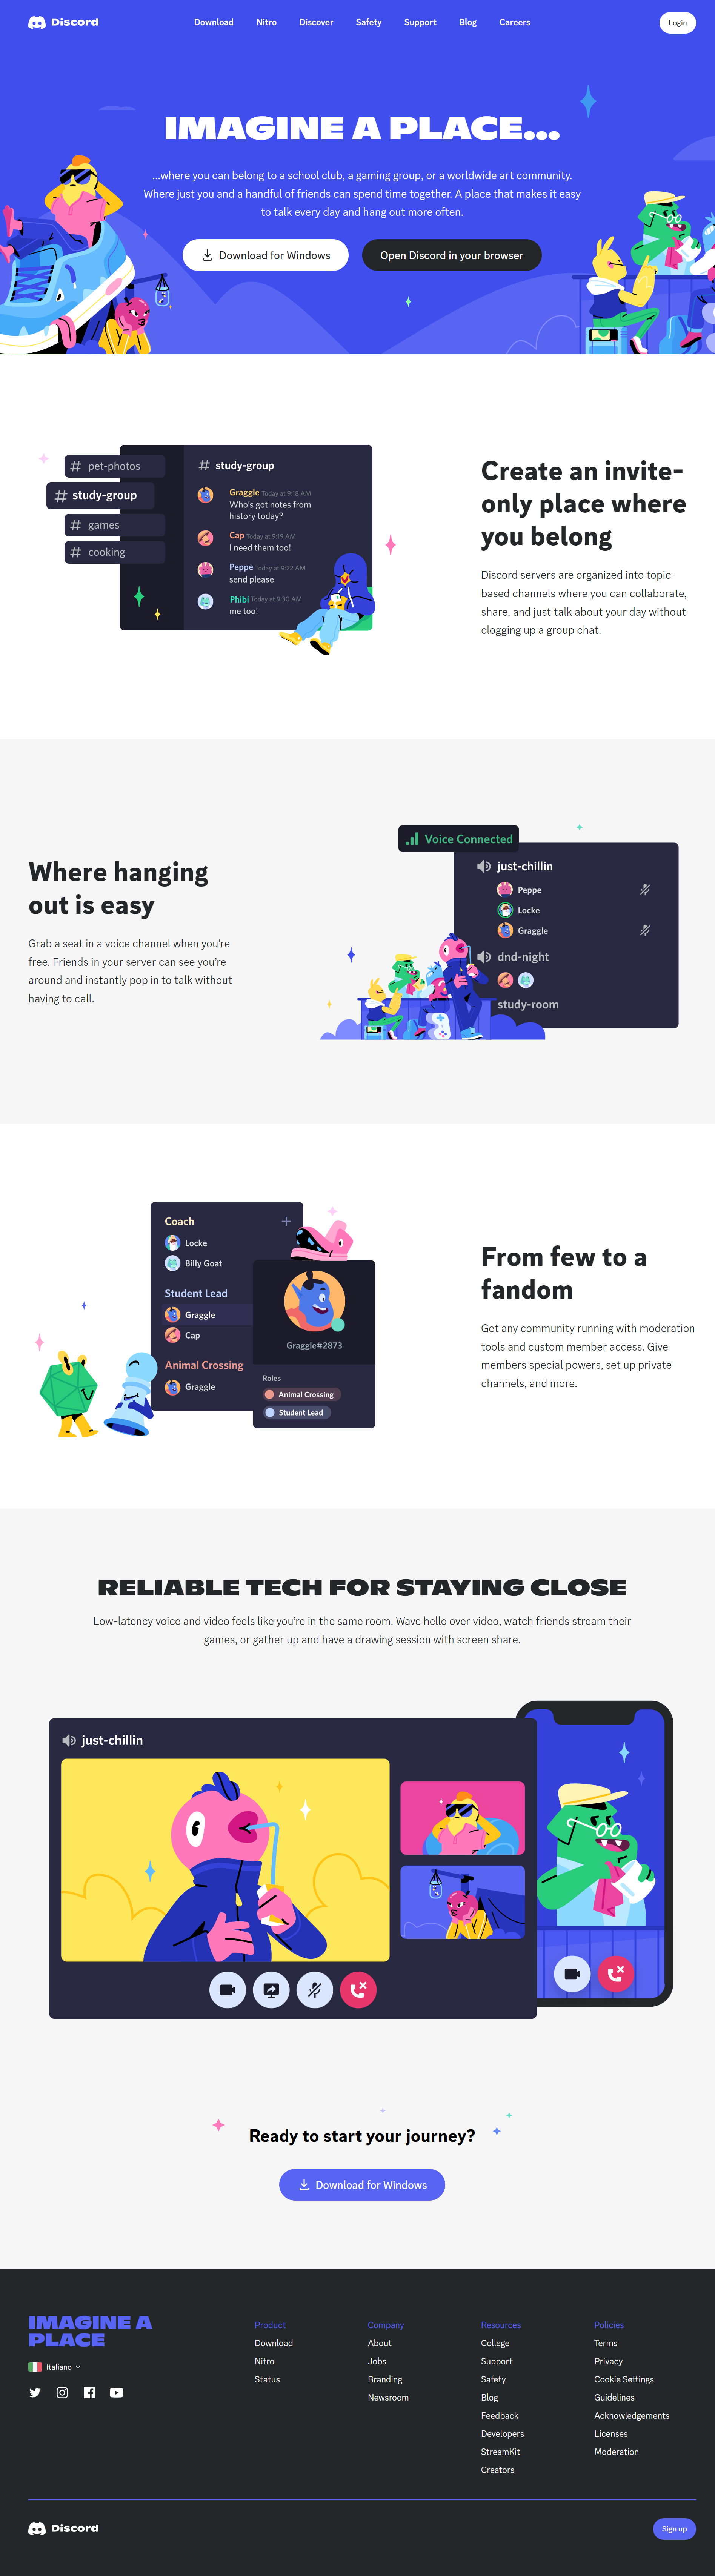 Discord
Download Nitro Discover Safety Support Blog Careers
Login
IMAGINE A PLACE...
...where you can belong to a school club, a gaming group, or a worldwide art community.
Where just you and a handful of friends can spend time together. A place that makes it easy
to talk every day and hang out more often.
Download for Windows
Open Discord in your browser
# pet-photos
# study-group
# games
# cooking
# study-group
Graggle Today at 9:18 AM
Who's got notes from
history today?
Cap Today at 9:19 AM
I need them too!
Peppe Today at 9:22 AM
send please
Phibi Today at 9:30 AM
me too!
Create an invite-
only place where
you belong
Discord servers are organized into topic-
based channels where you can collaborate,
share, and just talk about your day without
clogging up a group chat.
Where hanging
out is easy
Grab a seat in a voice channel when you're
free. Friends in your server can see you're
around and instantly pop in to talk without
having to call.
Voice Connected
just-chillin
Peppe
Locke
Graggle
dnd-night
study-room
Coach
Locke
Billy Goat
Student Lead
Graggle
Cap
Animal Crossing
Graggle
Graggle#2873
Roles
Animal Crossing
Student Lead
From few to a
fandom
Get any community running with moderation
tools and custom member access. Give
members special powers, set up private
channels, and more.
RELIABLE TECH FOR STAYING CLOSE
Low-latency voice and video feels like you're in the same room. Wave hello over video, watch friends stream their
games, or gather up and have a drawing session with screen share.
just-chillin
Ready to start your journey?
Download for Windows
IMAGINE A
PLACE
Italiano
Product
Download
Nitro
Status
Company
About
Jobs
Branding
Newsroom
Resources
College
Support
Safety
Blog
Feedback
Developers
StreamKit
Creators
Policies
Terms
Privacy
Cookie Settings
Guidelines
Acknowledgements
Licenses
Moderation
Discord
Sign up